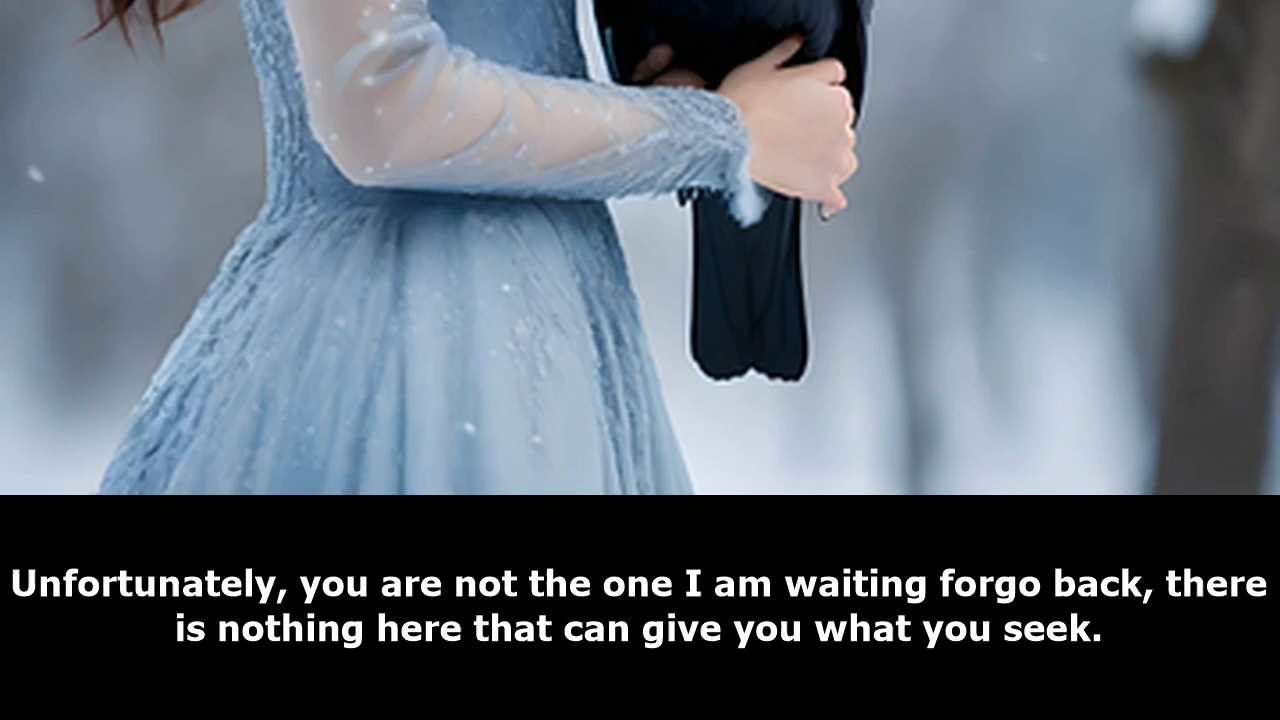 Unfortunately, you are not the one I am waiting forgo back, there
is nothing here that can give you what you seek.